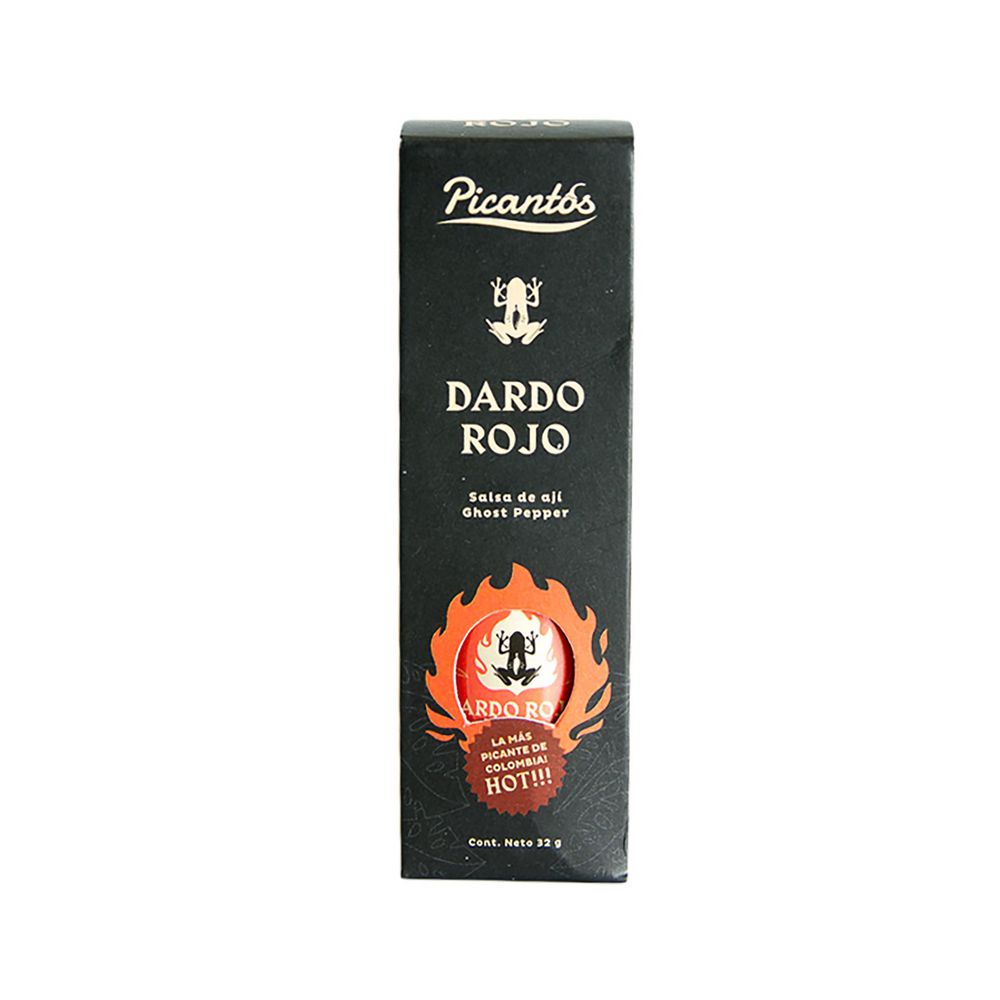 ROJO
Picantos
DARDO
ROJO
Salsa de ají
Ghost Pepper
ARDO RO
LA MÁS
PICANTE DE
COLOMBIA!
HOT!!!
Cont. Neto 32 g